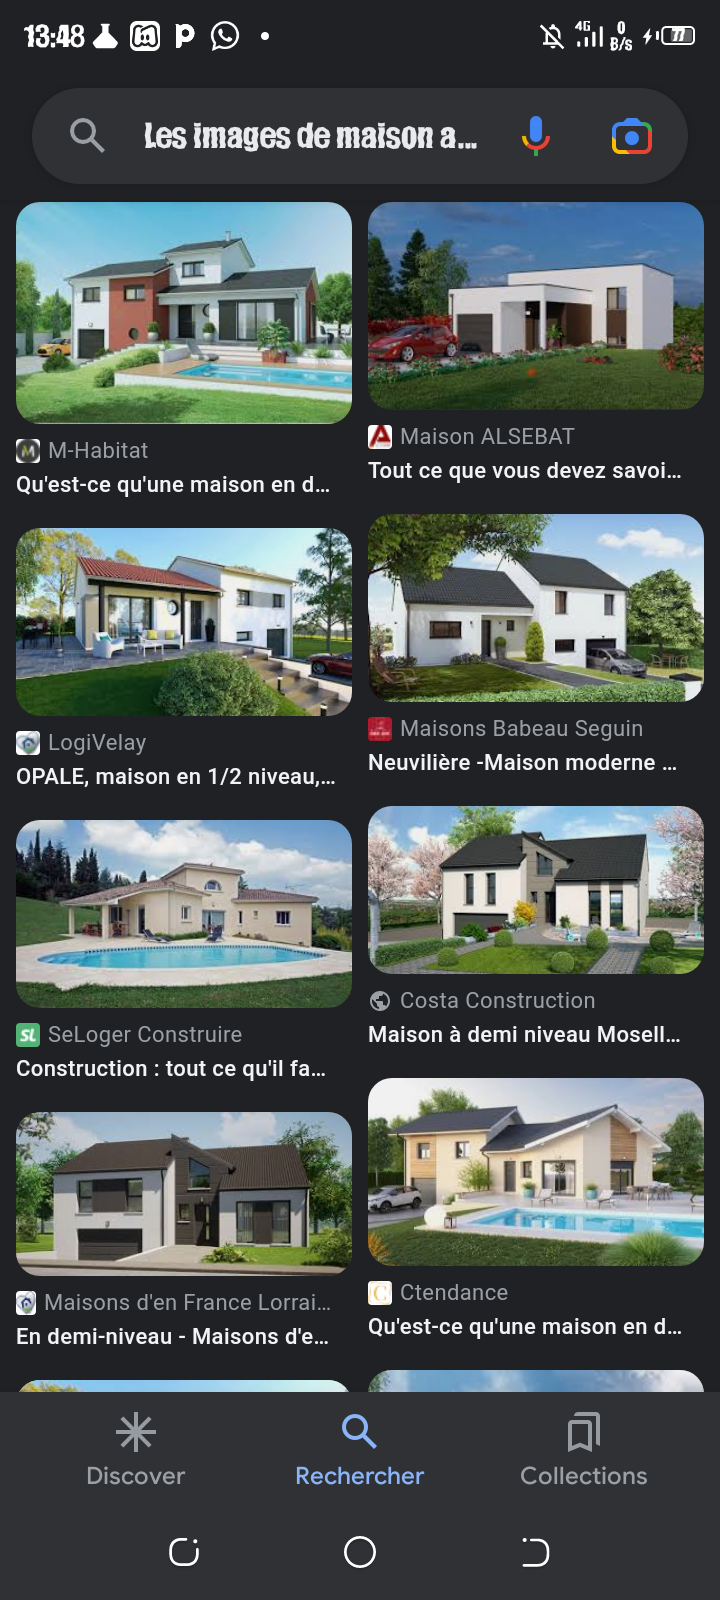 13:48
4G
0
B/s
77
Les images de maison a...
M-Habitat
Qu'est-ce qu'une maison en d...
Maison ALSEBAT
Tout ce que vous devez savoi...
LogiVelay
OPALE, maison en 1/2 niveau,...
Maisons Babeau Seguin
Neuvilière -Maison moderne ...
SL SeLoger Construire
Construction : tout ce qu'il fa...
Costa Construction
Maison à demi niveau Mosell...
Maisons d'en France Lorrai...
En demi-niveau - Maisons d'e...
Ctendance
Qu'est-ce qu'une maison en d...
Discover
Rechercher
Collections